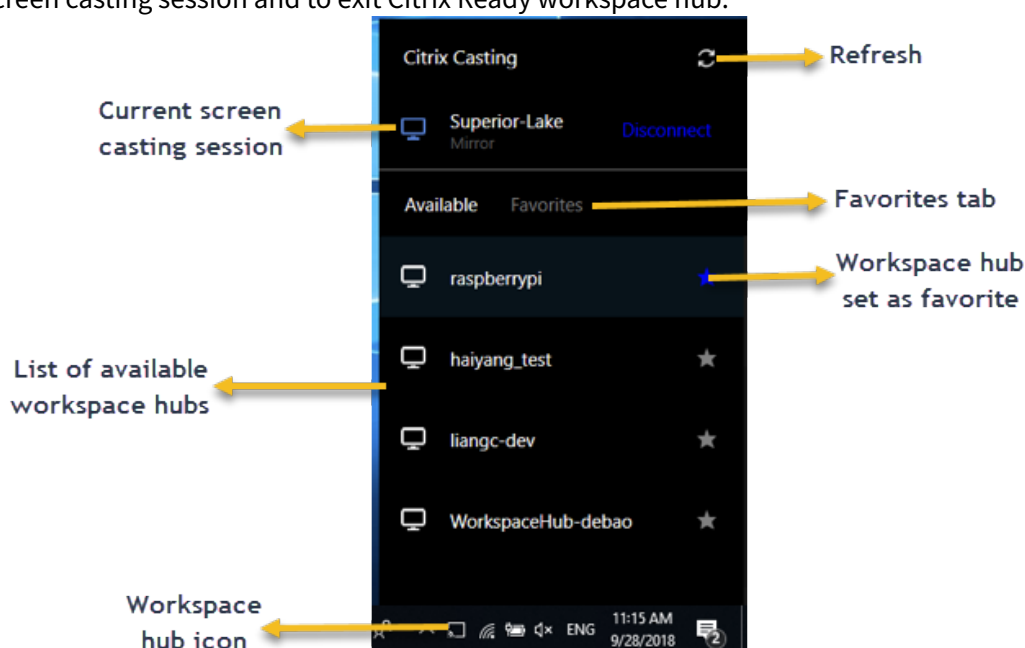 screen casting session and to exit Citrix Ready workspace hub.
Citrix Casting
Refresh
Current screen
casting session
Superior-Lake
Mirror
Disconnect
Available
Favorites
Favorites tab
raspberrypi
Workspace hub
set as favorite
haiyang_test
List of available
workspace hubs
liangc-dev
WorkspaceHub-debao
Workspace
hub icon
ENG
11:15 AM
9/28/2018
2